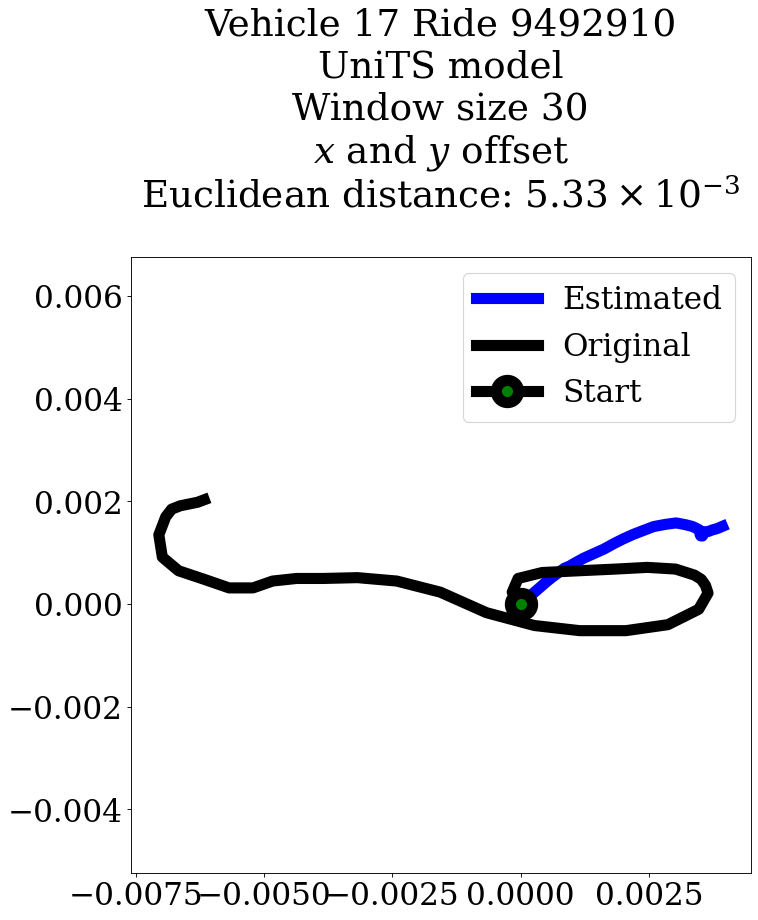 Vehicle 17 Ride 9492910
UniTS model
Window size 30
x and y offset
Euclidean distance: 5.33 × 10⁻³
Estimated
Original
Start
0.006
0.004
0.002
0.000
−0.002
−0.004
−0.0075 −0.0050 −0.0025 0.0000 0.0025